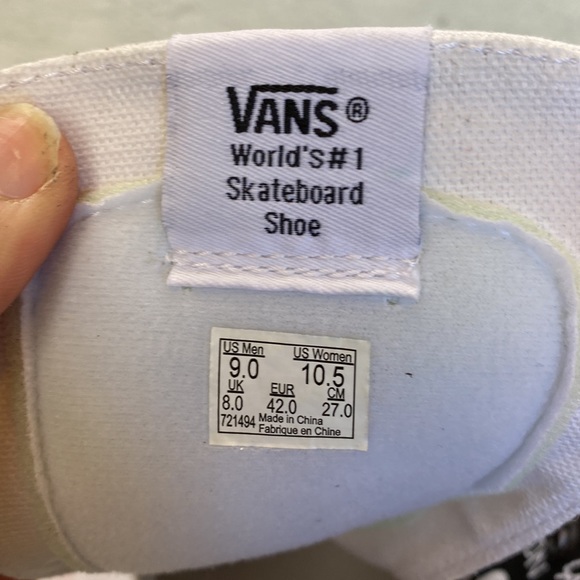 VANS®
World's #1
Skateboard
Shoe
US Men US Women
9.0 10.5
UK EUR CM
8.0 42.0 27.0
721494 Made in China
Fabrique en Chine